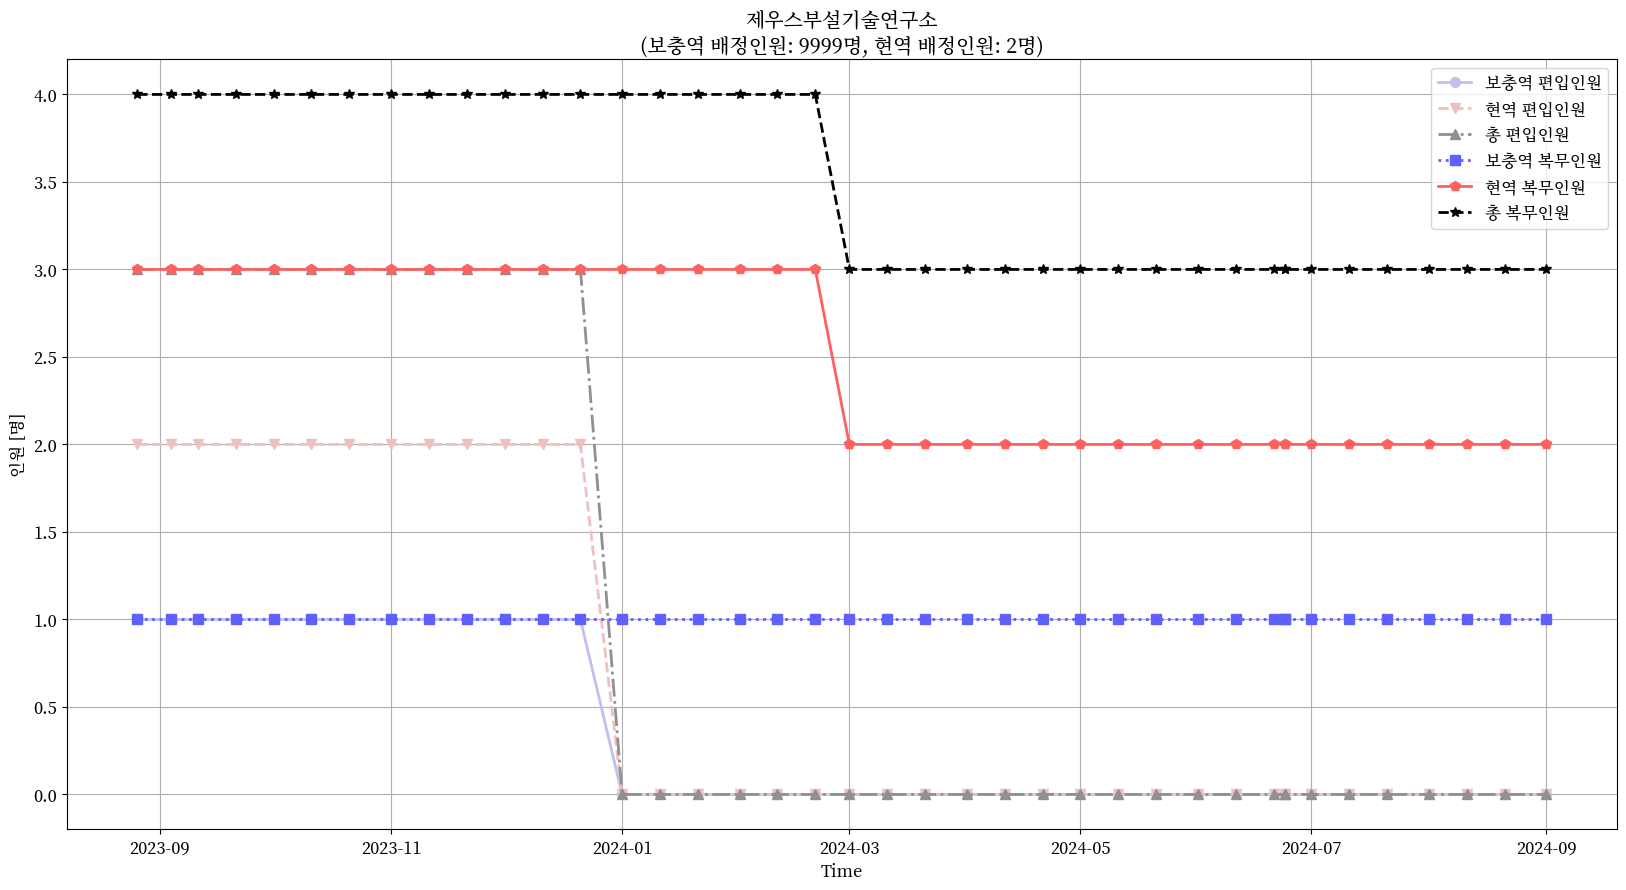 제우스부설기술연구소
(보충역 배정인원: 9999명, 현역 배정인원: 2명)
보충역 편입인원
현역 편입인원
총 편입인원
보충역 복무인원
현역 복무인원
총 복무인원
인원 [명]
4.0
3.5
3.0
2.5
2.0
1.5
1.0
0.5
0.0
2023-09 2023-11 2024-01 2024-03 2024-05 2024-07 2024-09
Time